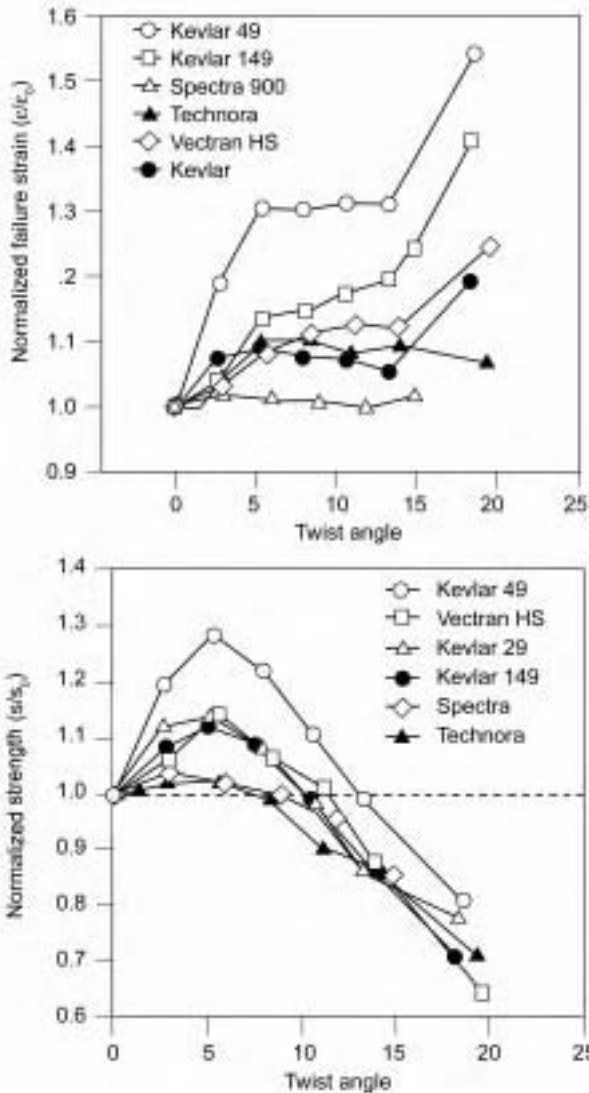 1.6
1.5
1.4
1.3
1.2
1.1
1.0
0.9
Normalized failure strain (ε/ε₀)
Kevlar 49
Kevlar 149
Spectra 900
Technora
Vectran HS
Kevlar
0 5 10 15 20 25
Twist angle
1.4
1.3
1.2
1.1
1.0
0.9
0.8
0.7
0.6
Normalized strength (s/s₀)
Kevlar 49
Vectran HS
Kevlar 29
Kevlar 149
Spectra
Technora
0 5 10 15 20 25
Twist angle